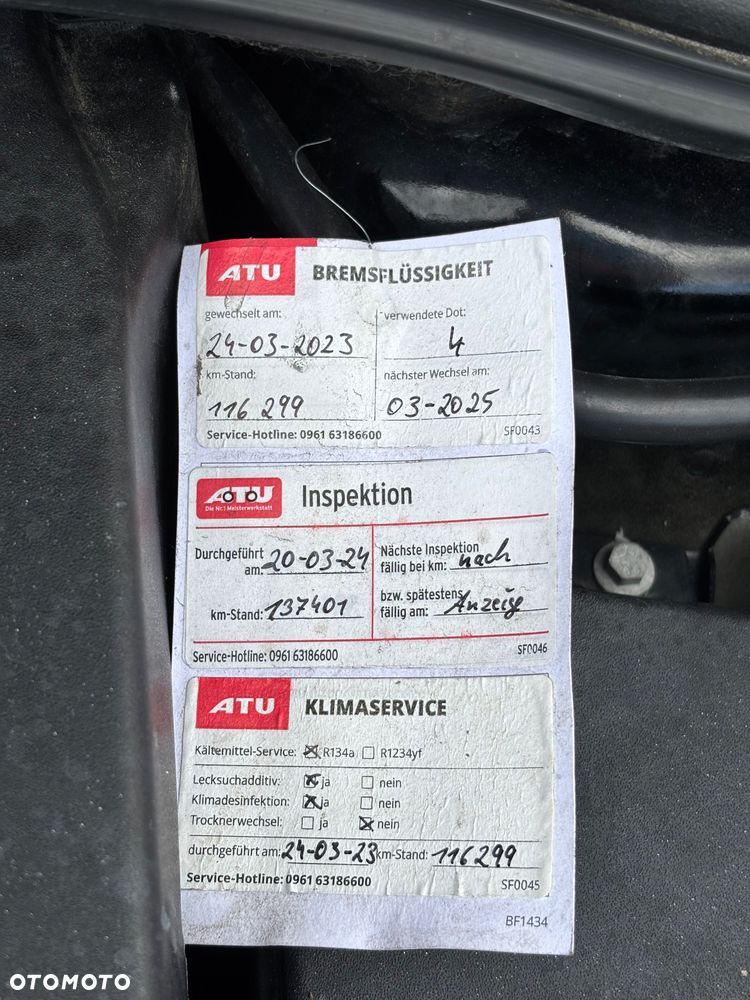 ATU BREMSFLÜSSIGKEIT
gewechselt am: verwendete Dot:
24-03-2023 4
km-Stand: nächster Wechsel am:
116 299 03-2025
Service-Hotline: 0961 63186600 SF0043
ATU Inspektion
Die Nr.1 Meisterwerkstatt
Durchgeführt am: 20-03-24 Nächste Inspektion fällig bei km: nach
km-Stand: 137401 bzw. spätestens fällig am: Anzeige
Service-Hotline: 0961 63186600 SF0046
ATU KLIMASERVICE
Kältemittel-Service: ☒ R134a ☐ R1234yf
Lecksuchadditiv: ☒ ja ☐ nein
Klimadesinfektion: ☒ ja ☐ nein
Trocknerwechsel: ☐ ja ☒ nein
durchgeführt am: 24-03-23 km-Stand: 116299
Service-Hotline: 0961 63186600 SF0045
BF1434
OTOMOTO